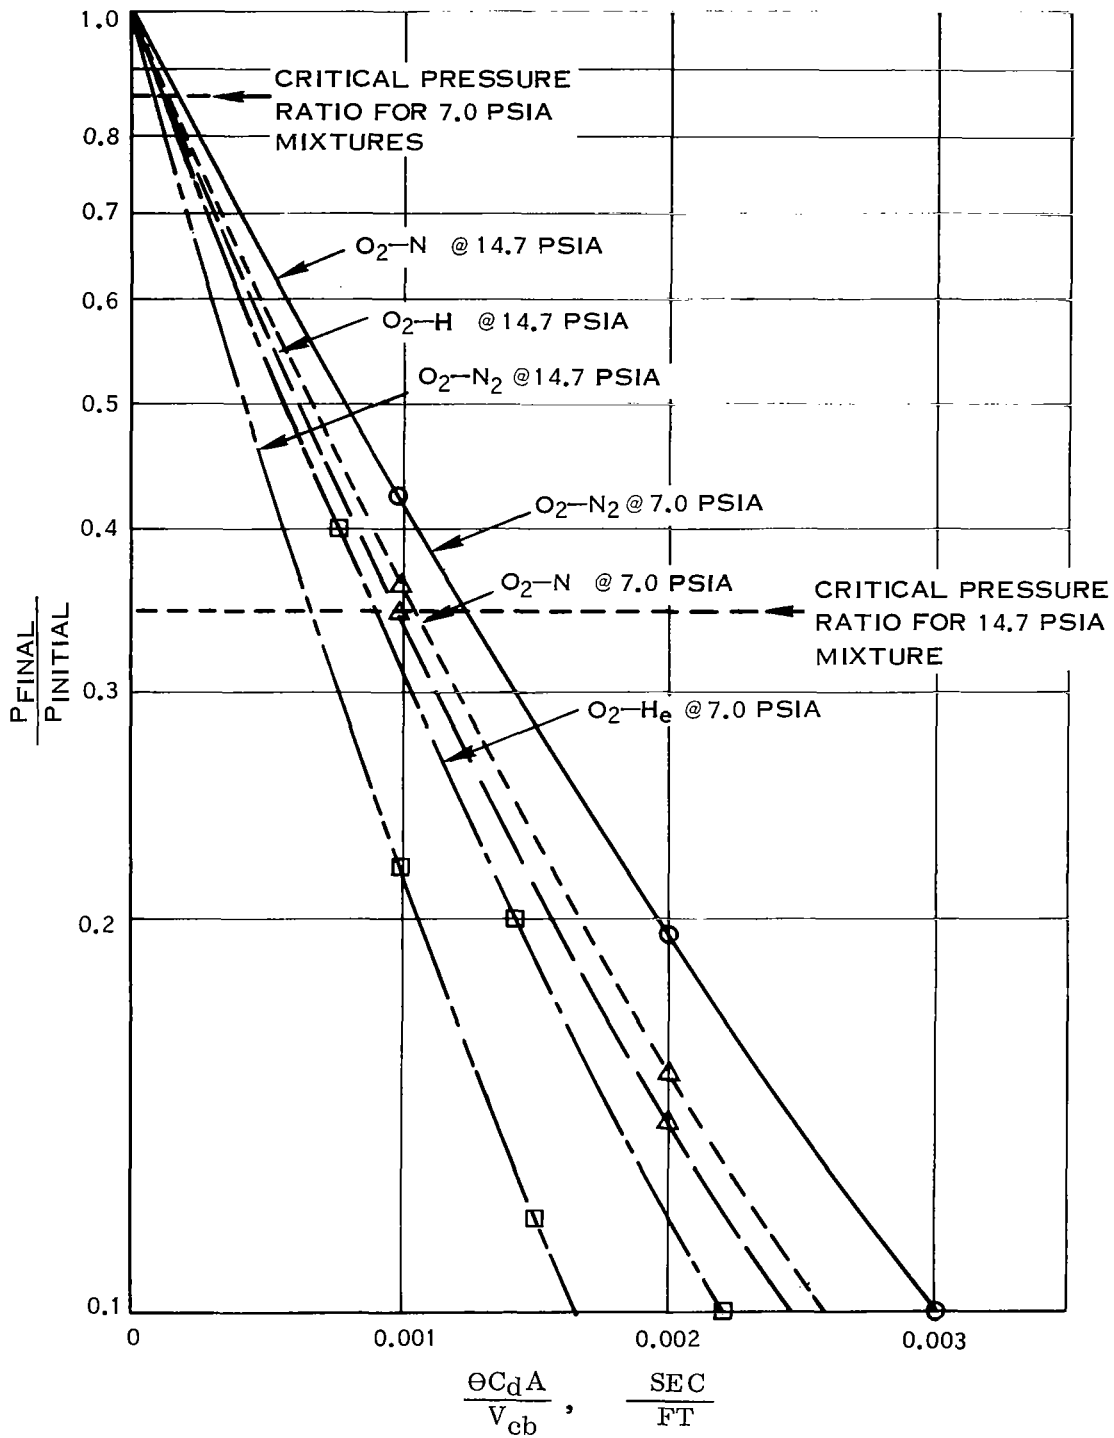 1.0
CRITICAL PRESSURE
RATIO FOR 7.0 PSIA
MIXTURES
0.8
0.7
O2-N @ 14.7 PSIA
0.6
O2-H @ 14.7 PSIA
O2-N2 @ 14.7 PSIA
0.5
O2-N2 @ 7.0 PSIA
0.4
O2-N @ 7.0 PSIA
CRITICAL PRESSURE
RATIO FOR 14.7 PSIA
MIXTURE
PFINAL
PINITIAL
0.3
O2-He @ 7.0 PSIA
0.2
0.1
0 0.001 0.002 0.003
ΘCdA SEC
Vcb , FT